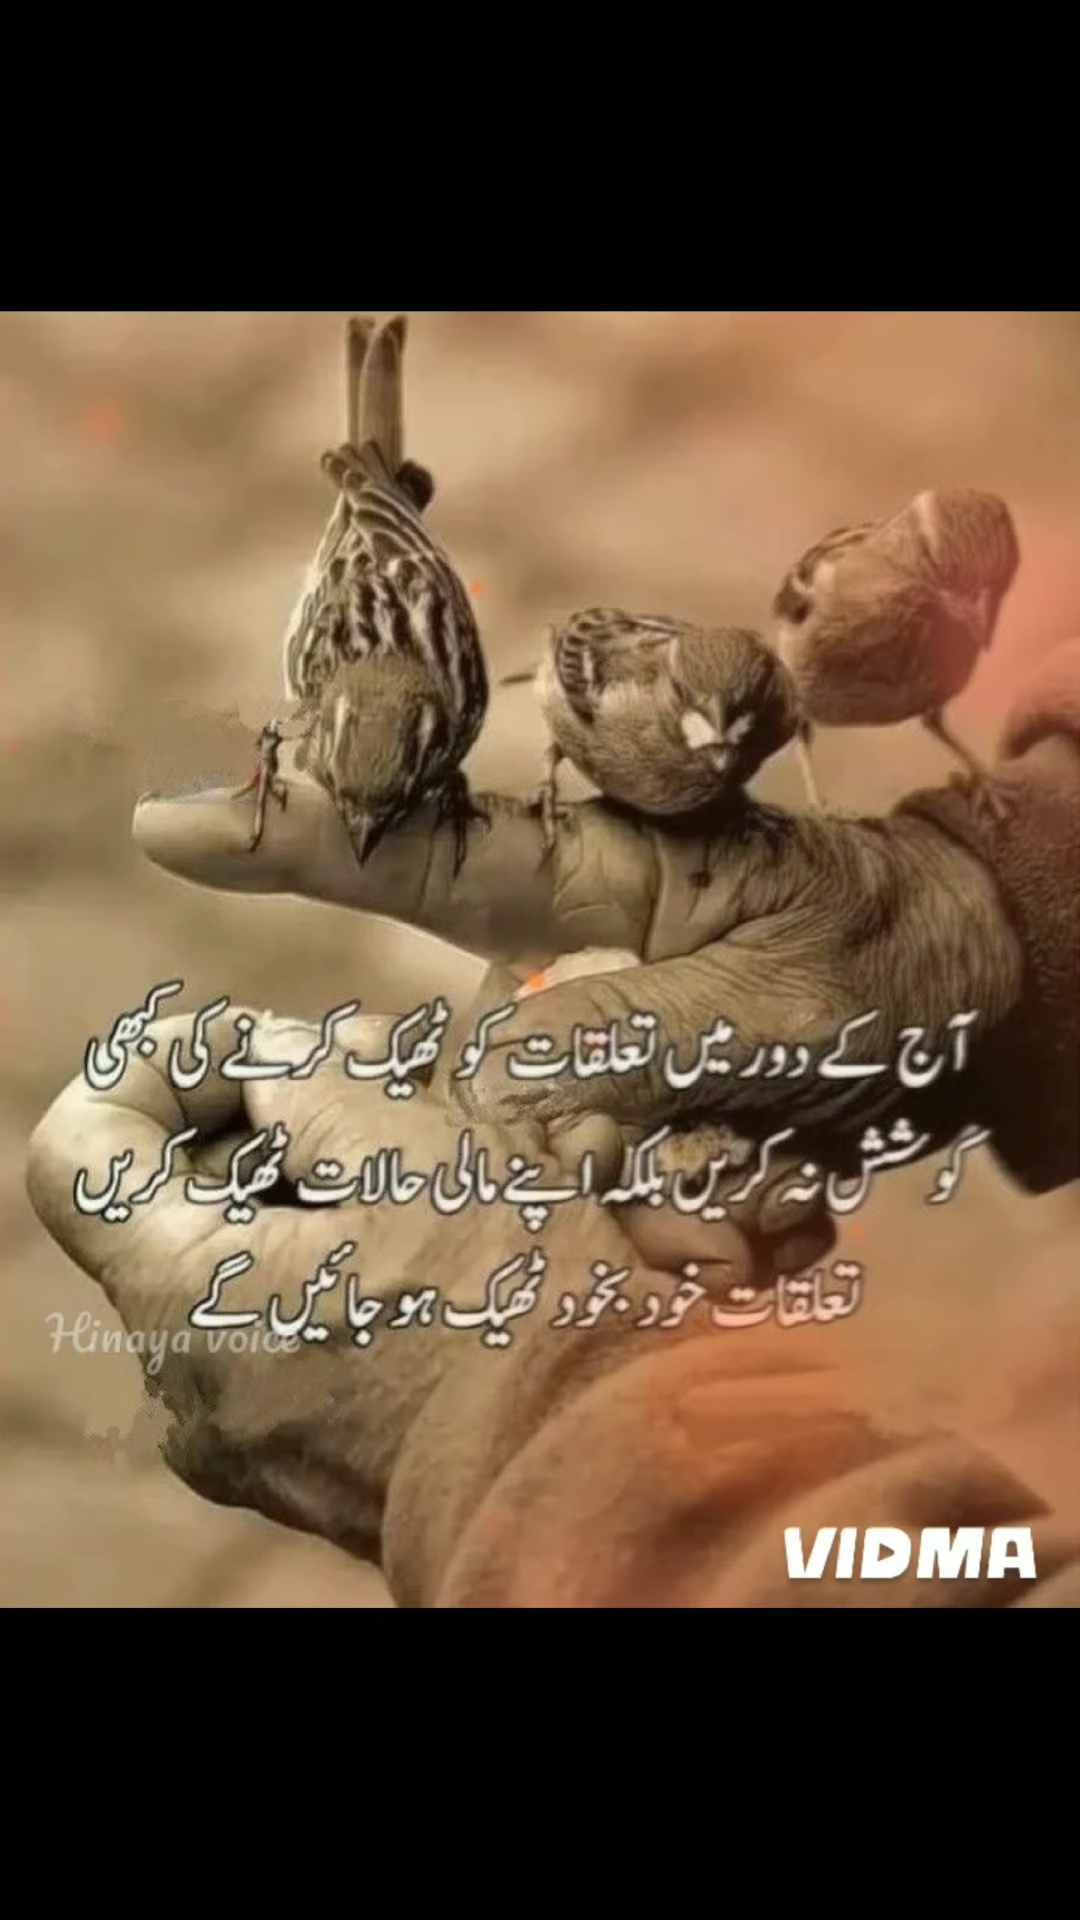 آج کے دور میں تعلقات کو ٹھیک کرنے کی کبھی
گوشش نہ کریں بلکہ اپنے مالی حالات ٹھیک کریں
تعلقات خود بخود ٹھیک ہو جائیں گے
Hinaya voice
VIDMA